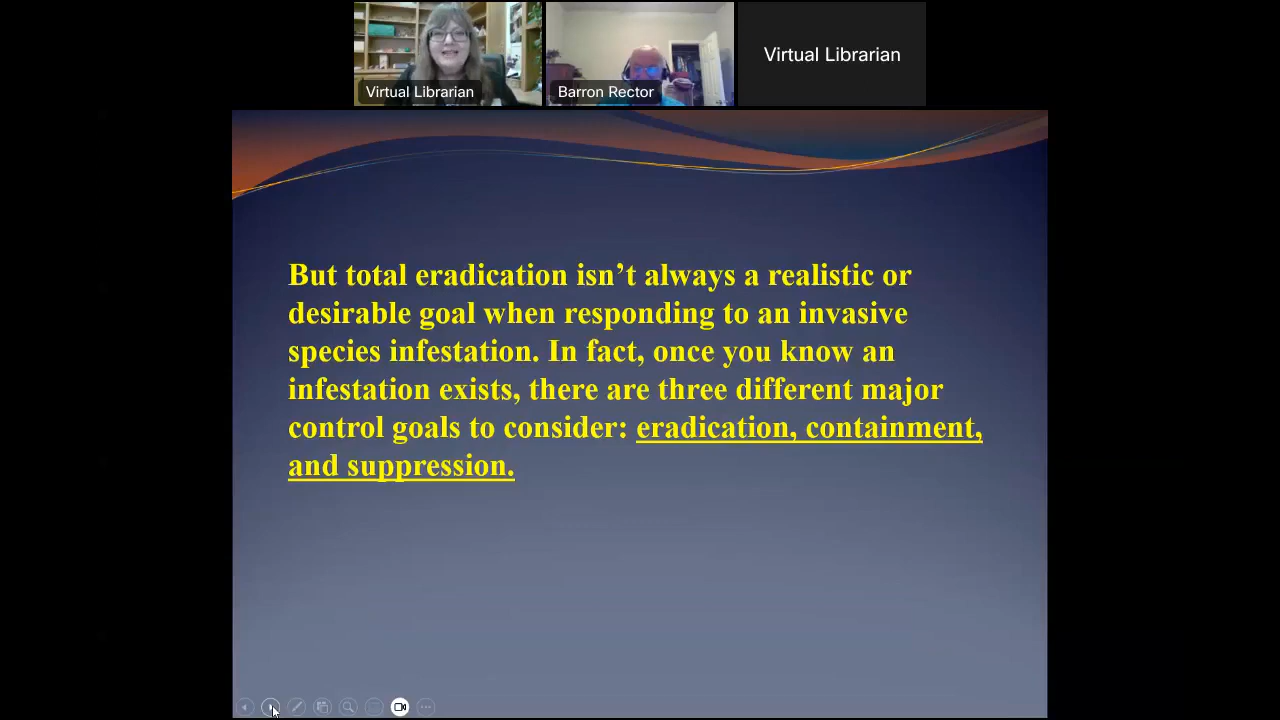 Virtual Librarian
Barron Rector
Virtual Librarian
But total eradication isn’t always a realistic or
desirable goal when responding to an invasive
species infestation. In fact, once you know an
infestation exists, there are three different major
control goals to consider: eradication, containment,
and suppression.